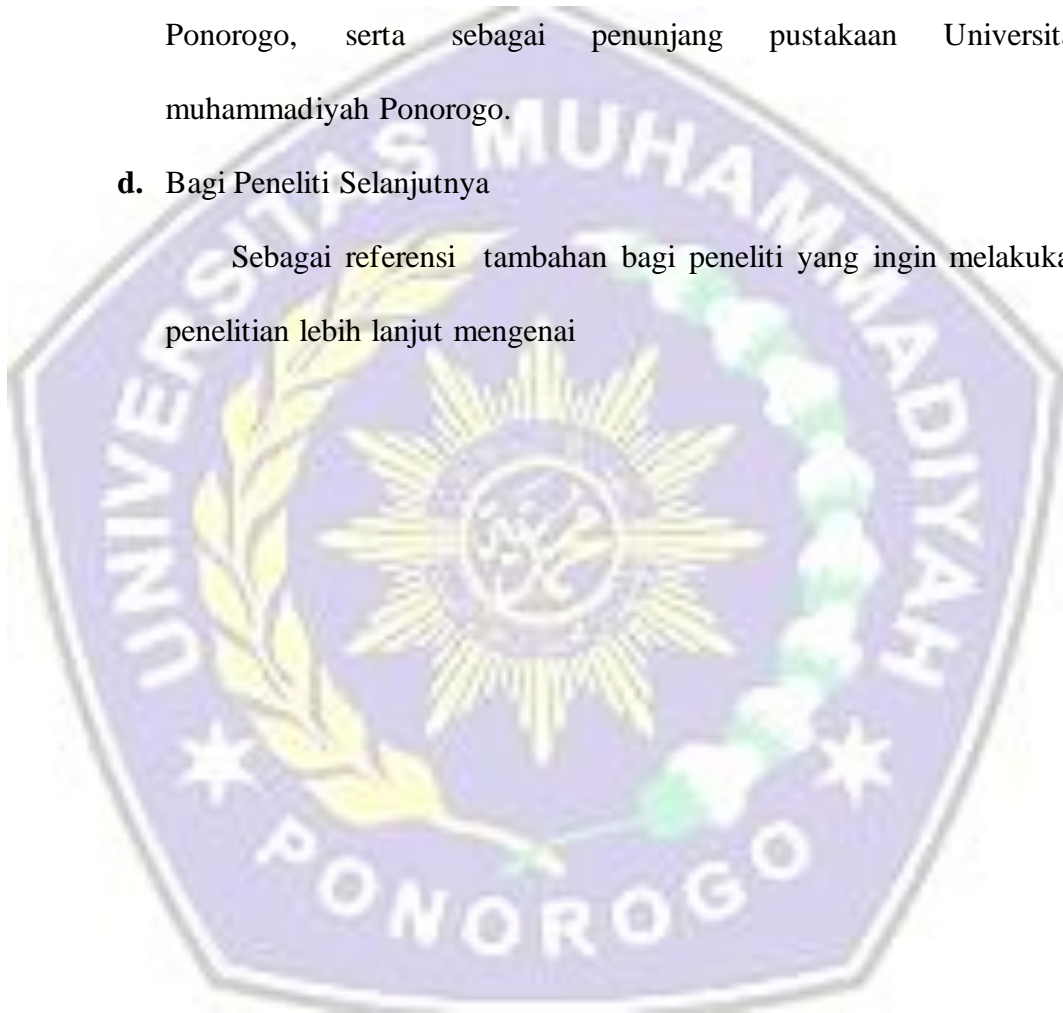 Ponorogo, serta sebagai penunjang pustakaan Universita
muhammadiyah Ponorogo.
d. Bagi Peneliti Selanjutnya
Sebagai referensi tambahan bagi peneliti yang ingin melakuka
penelitian lebih lanjut mengenai
UNIVERSITAS MUHAMMADIYAH
PONOROGO